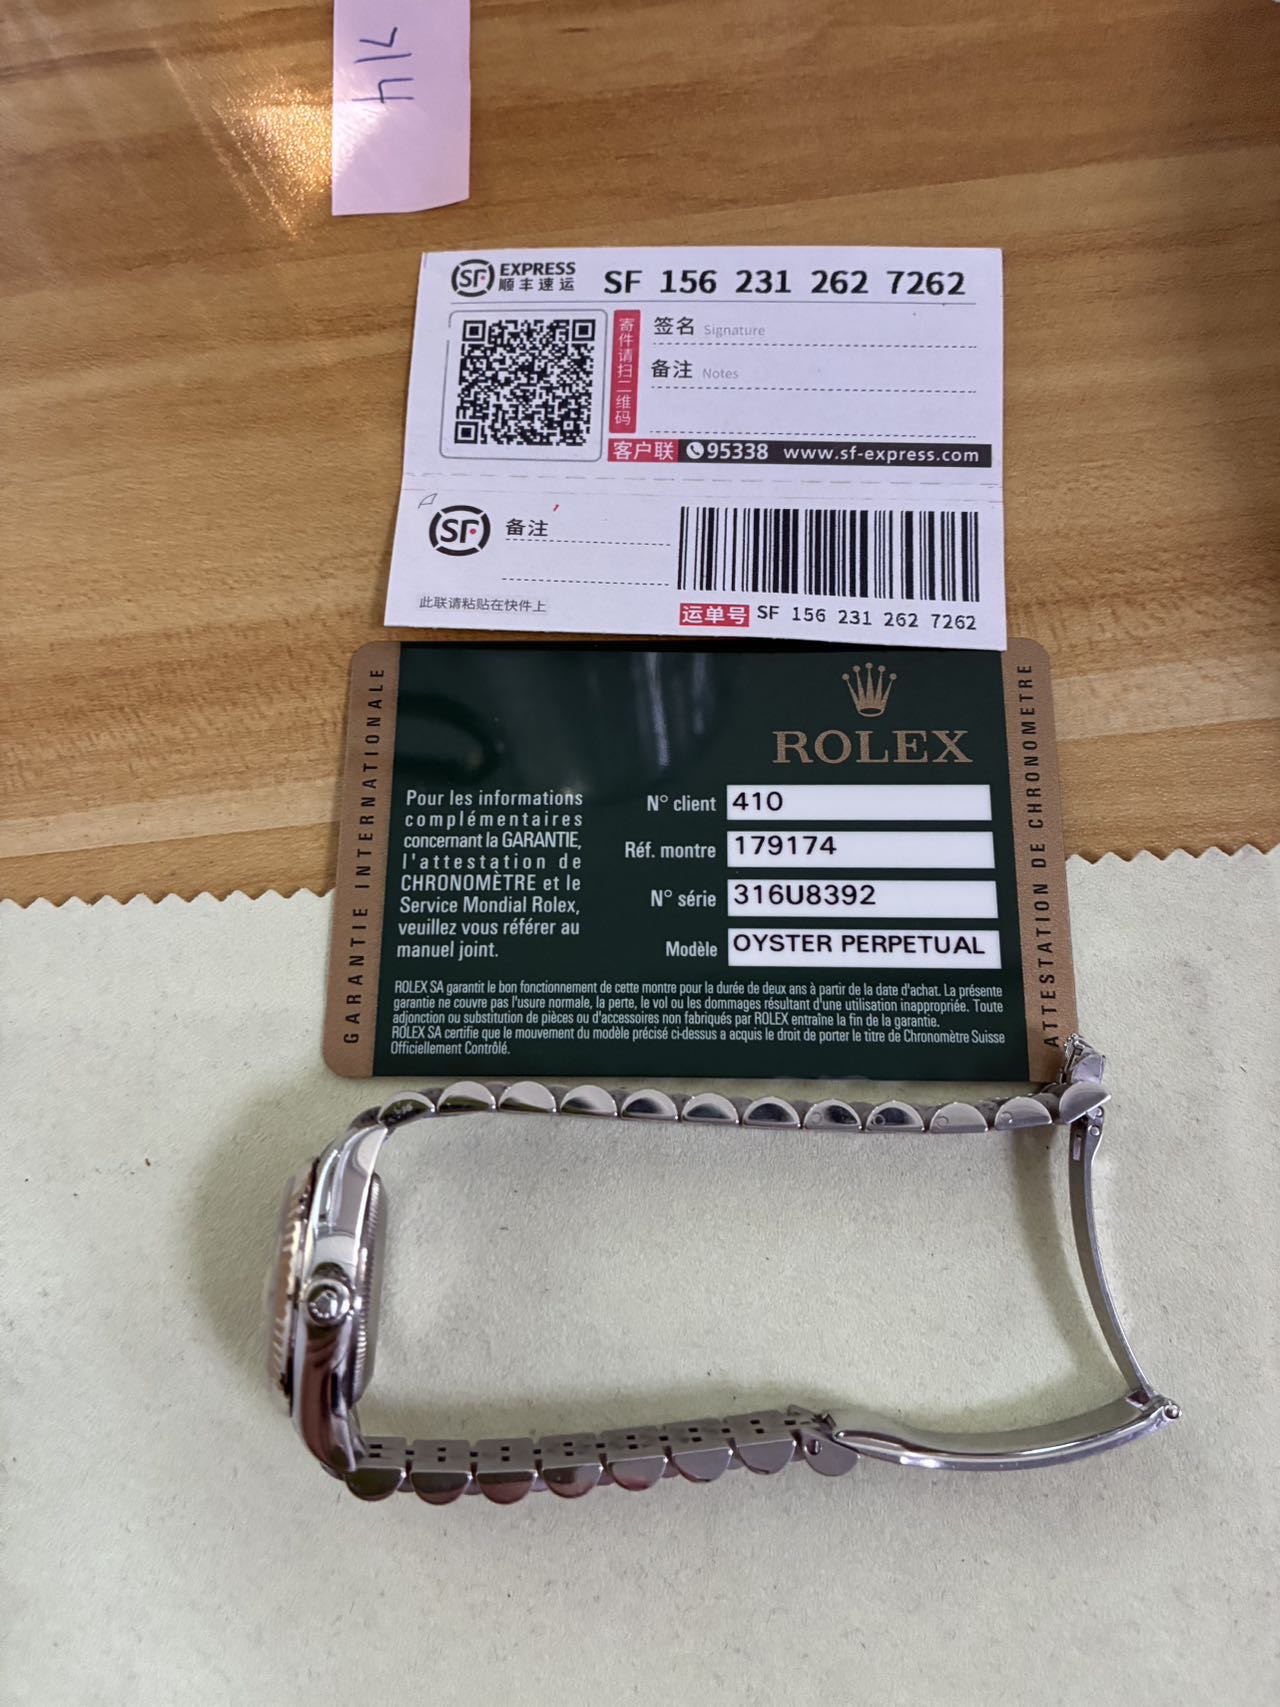 714
SF EXPRESS
顺丰速运
SF 156 231 262 7262
寄件请扫二维码
签名 Signature
备注 Notes
客户联 95338 www.sf-express.com
SF 备注
此联请粘贴在快件上
运单号 SF 156 231 262 7262
GARANTIE INTERNATIONALE
ROLEX
Pour les informations
complémentaires
concernant la GARANTIE,
l'attestation de
CHRONOMÈTRE et le
Service Mondial Rolex,
veuillez vous référer au
manuel joint.
N° client 410
Réf. montre 179174
N° série 316U8392
Modèle OYSTER PERPETUAL
ROLEX SA garantit le bon fonctionnement de cette montre pour la durée de deux ans à partir de la date d'achat. La présente
garantie ne couvre pas l'usure normale, la perte, le vol ou les dommages résultant d'une utilisation inappropriée. Toute
adjonction ou substitution de pièces ou d'accessoires non fabriqués par ROLEX entraîne la fin de la garantie.
ROLEX SA certifie que le mouvement du modèle précisé ci-dessus a acquis le droit de porter le titre de Chronomètre Suisse
Officiellement Contrôlé.
ATTESTATION DE CHRONOMETRE